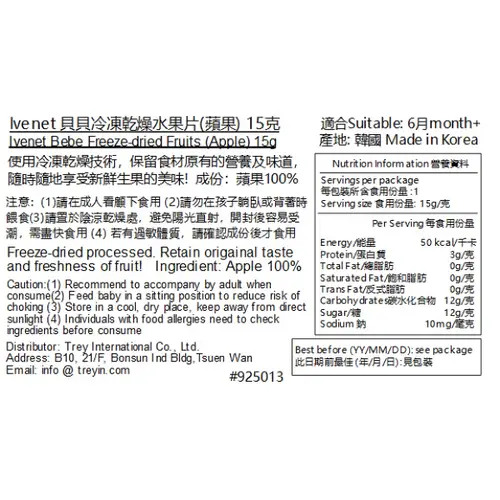 Ivenet 貝貝冷凍乾燥水果片(蘋果) 15克
Ivenet Bebe Freeze-dried Fruits (Apple) 15g
使用冷凍乾燥技術，保留食材原有的營養及味道，
隨時隨地享受新鮮生果的美味! 成份：蘋果100%
注意：(1)請在成人看顧下食用 (2)請勿在孩子躺臥或背著時
餵食(3)請置於陰涼乾燥處，避免陽光直射，開封後容易受
潮，需盡快食用 (4) 若有過敏體質，請確認成份後才食用
Freeze-dried processed. Retain origainal taste
and freshness of fruit!   Ingredient: Apple 100%
Caution:(1) Recommend to accompany by adult when
consume(2) Feed baby in a sitting position to reduce risk of
choking (3) Store in a cool, dry place, keep away from direct
sunlight (4) Individuals with food allergies need to check
ingredients before consume
Distributor: Trey International Co., Ltd.
Address: B10, 21/F, Bonsun Ind Bldg,Tsuen Wan
Email: info @ treyin.com
#925013
適合Suitable: 6月month+
產地: 韓國 Made in Korea
Nutrition Information 營養資料
Servings per package
每包裝所含食用份量 :1
Serving size 食用份量: 15g/克
Per Serving 每食用份量
Energy/能量 50 kcal/千卡
Protein/蛋白質 3g/克
Total Fat/總脂肪 0g/克
Saturated Fat/飽和脂肪 0g/克
Trans Fat/反式脂肪 0g/克
Carbohydrates碳水化合物 12g/克
Sugar/糖 12g/克
Sodium 鈉 10mg/毫克
Best before (YY/MM/DD): see package
此日期前最佳 (年/月/日): 見包裝